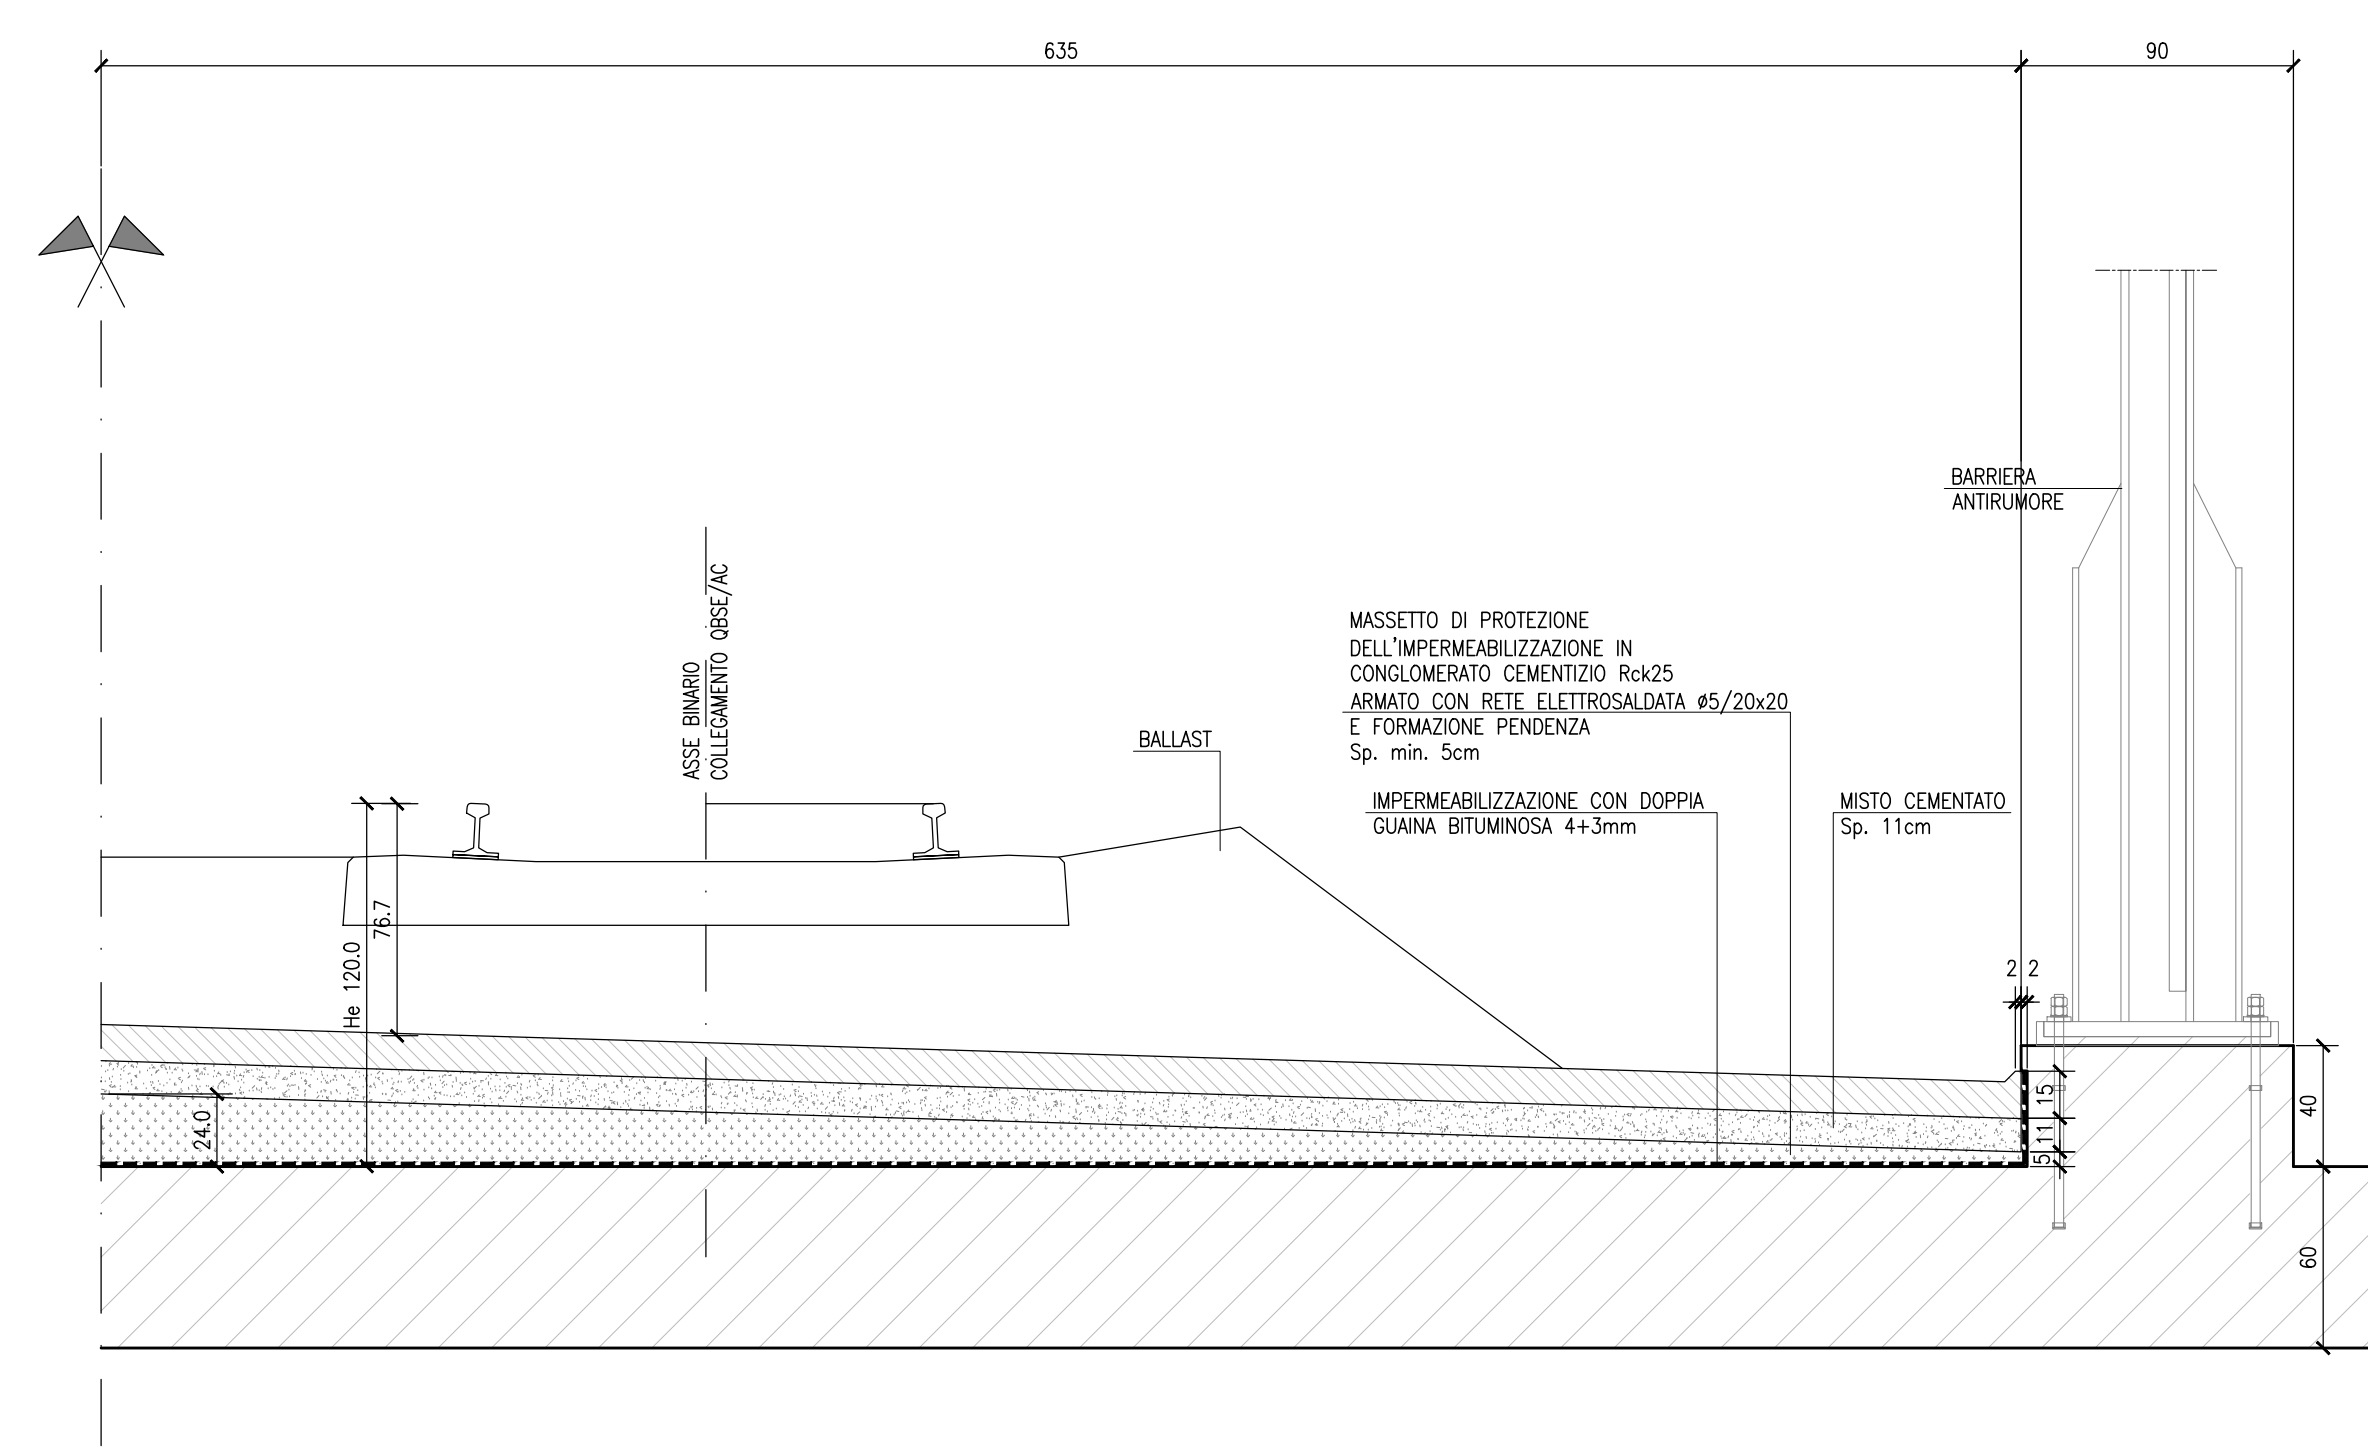 635
90
BARRIERA
ANTIRUMORE
ASSE BINARIO
COLLEGAMENTO QBSE/AC
MASSETTO DI PROTEZIONE
DELL'IMPERMEABILIZZAZIONE IN
CONGLOMERATO CEMENTIZIO Rck25
ARMATO CON RETE ELETTROSALDATA ø5/20x20
E FORMAZIONE PENDENZA
Sp. min. 5cm
BALLAST
IMPERMEABILIZZAZIONE CON DOPPIA
GUAINA BITUMINOSA 4+3mm
MISTO CEMENTATO
Sp. 11cm
76.7
He 120.0
2 2
24.0
15
11
5
40
60